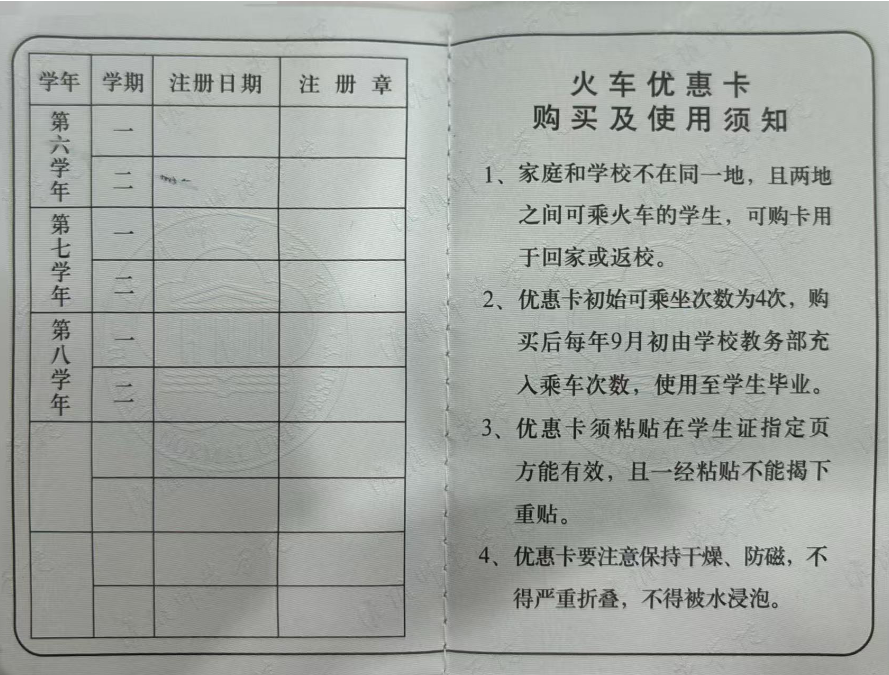 学年 学期 注册日期 注册章
第六学年 一
二
第七学年 一
二
第八学年 一
二
火车优惠卡
购买及使用须知
1、家庭和学校不在同一地，且两地
之间可乘火车的学生，可购卡用
于回家或返校。
2、优惠卡初始可乘坐次数为4次，购
买后每年9月初由学校教务部充
入乘车次数，使用至学生毕业。
3、优惠卡须粘贴在学生证指定页
方能有效，且一经粘贴不能揭下
重贴。
4、优惠卡要注意保持干燥、防磁，不
得严重折叠，不得被水浸泡。